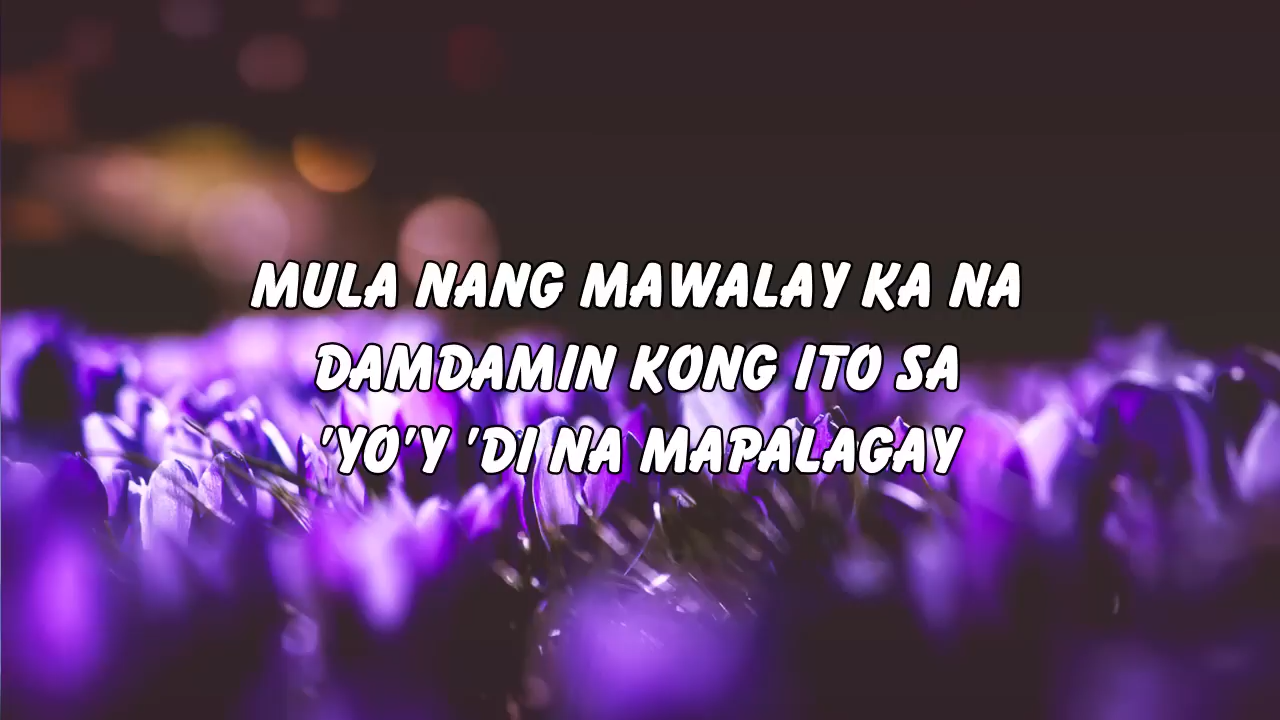 MULA NANG MAWALAY KA NA
DAMDAMIN KONG ITO SA
'YO'Y 'DI NA MAPALAGAY